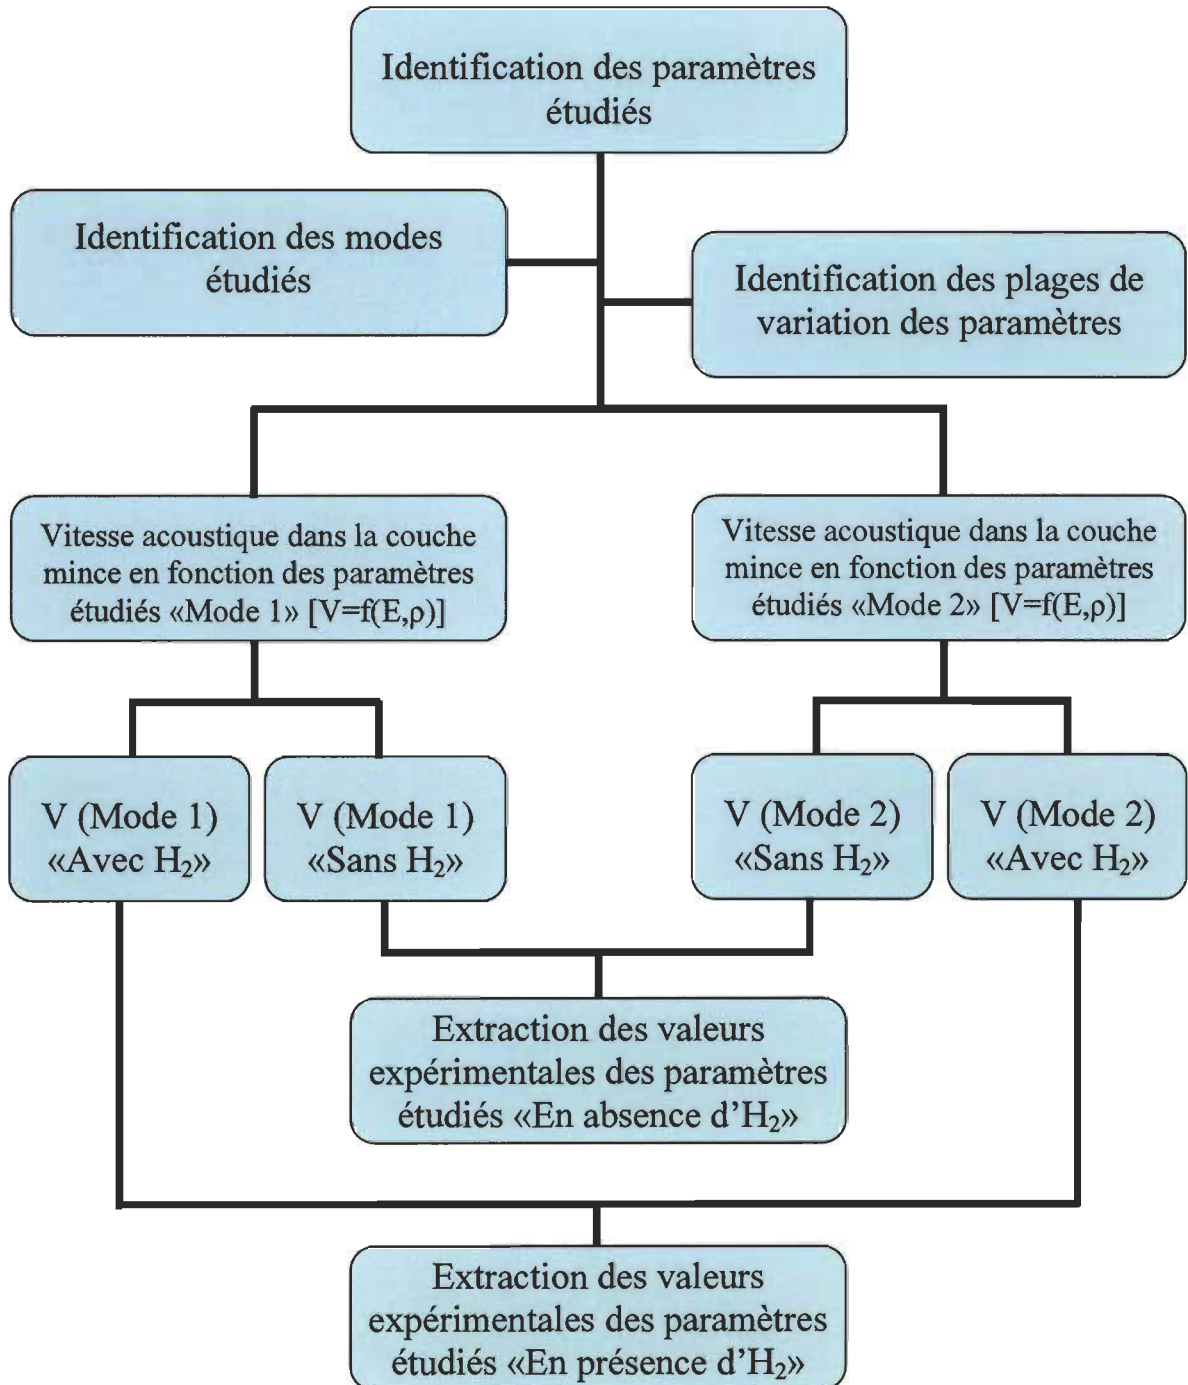 Identification des paramètres
étudiés
Identification des modes
étudiés
Identification des plages de
variation des paramètres
Vitesse acoustique dans la couche
mince en fonction des paramètres
étudiés «Mode 1» [V=f(E,ρ)]
Vitesse acoustique dans la couche
mince en fonction des paramètres
étudiés «Mode 2» [V=f(E,ρ)]
V (Mode 1)
«Avec H₂»
V (Mode 1)
«Sans H₂»
V (Mode 2)
«Sans H₂»
V (Mode 2)
«Avec H₂»
Extraction des valeurs
expérimentales des paramètres
étudiés «En absence d’H₂»
Extraction des valeurs
expérimentales des paramètres
étudiés «En présence d’H₂»